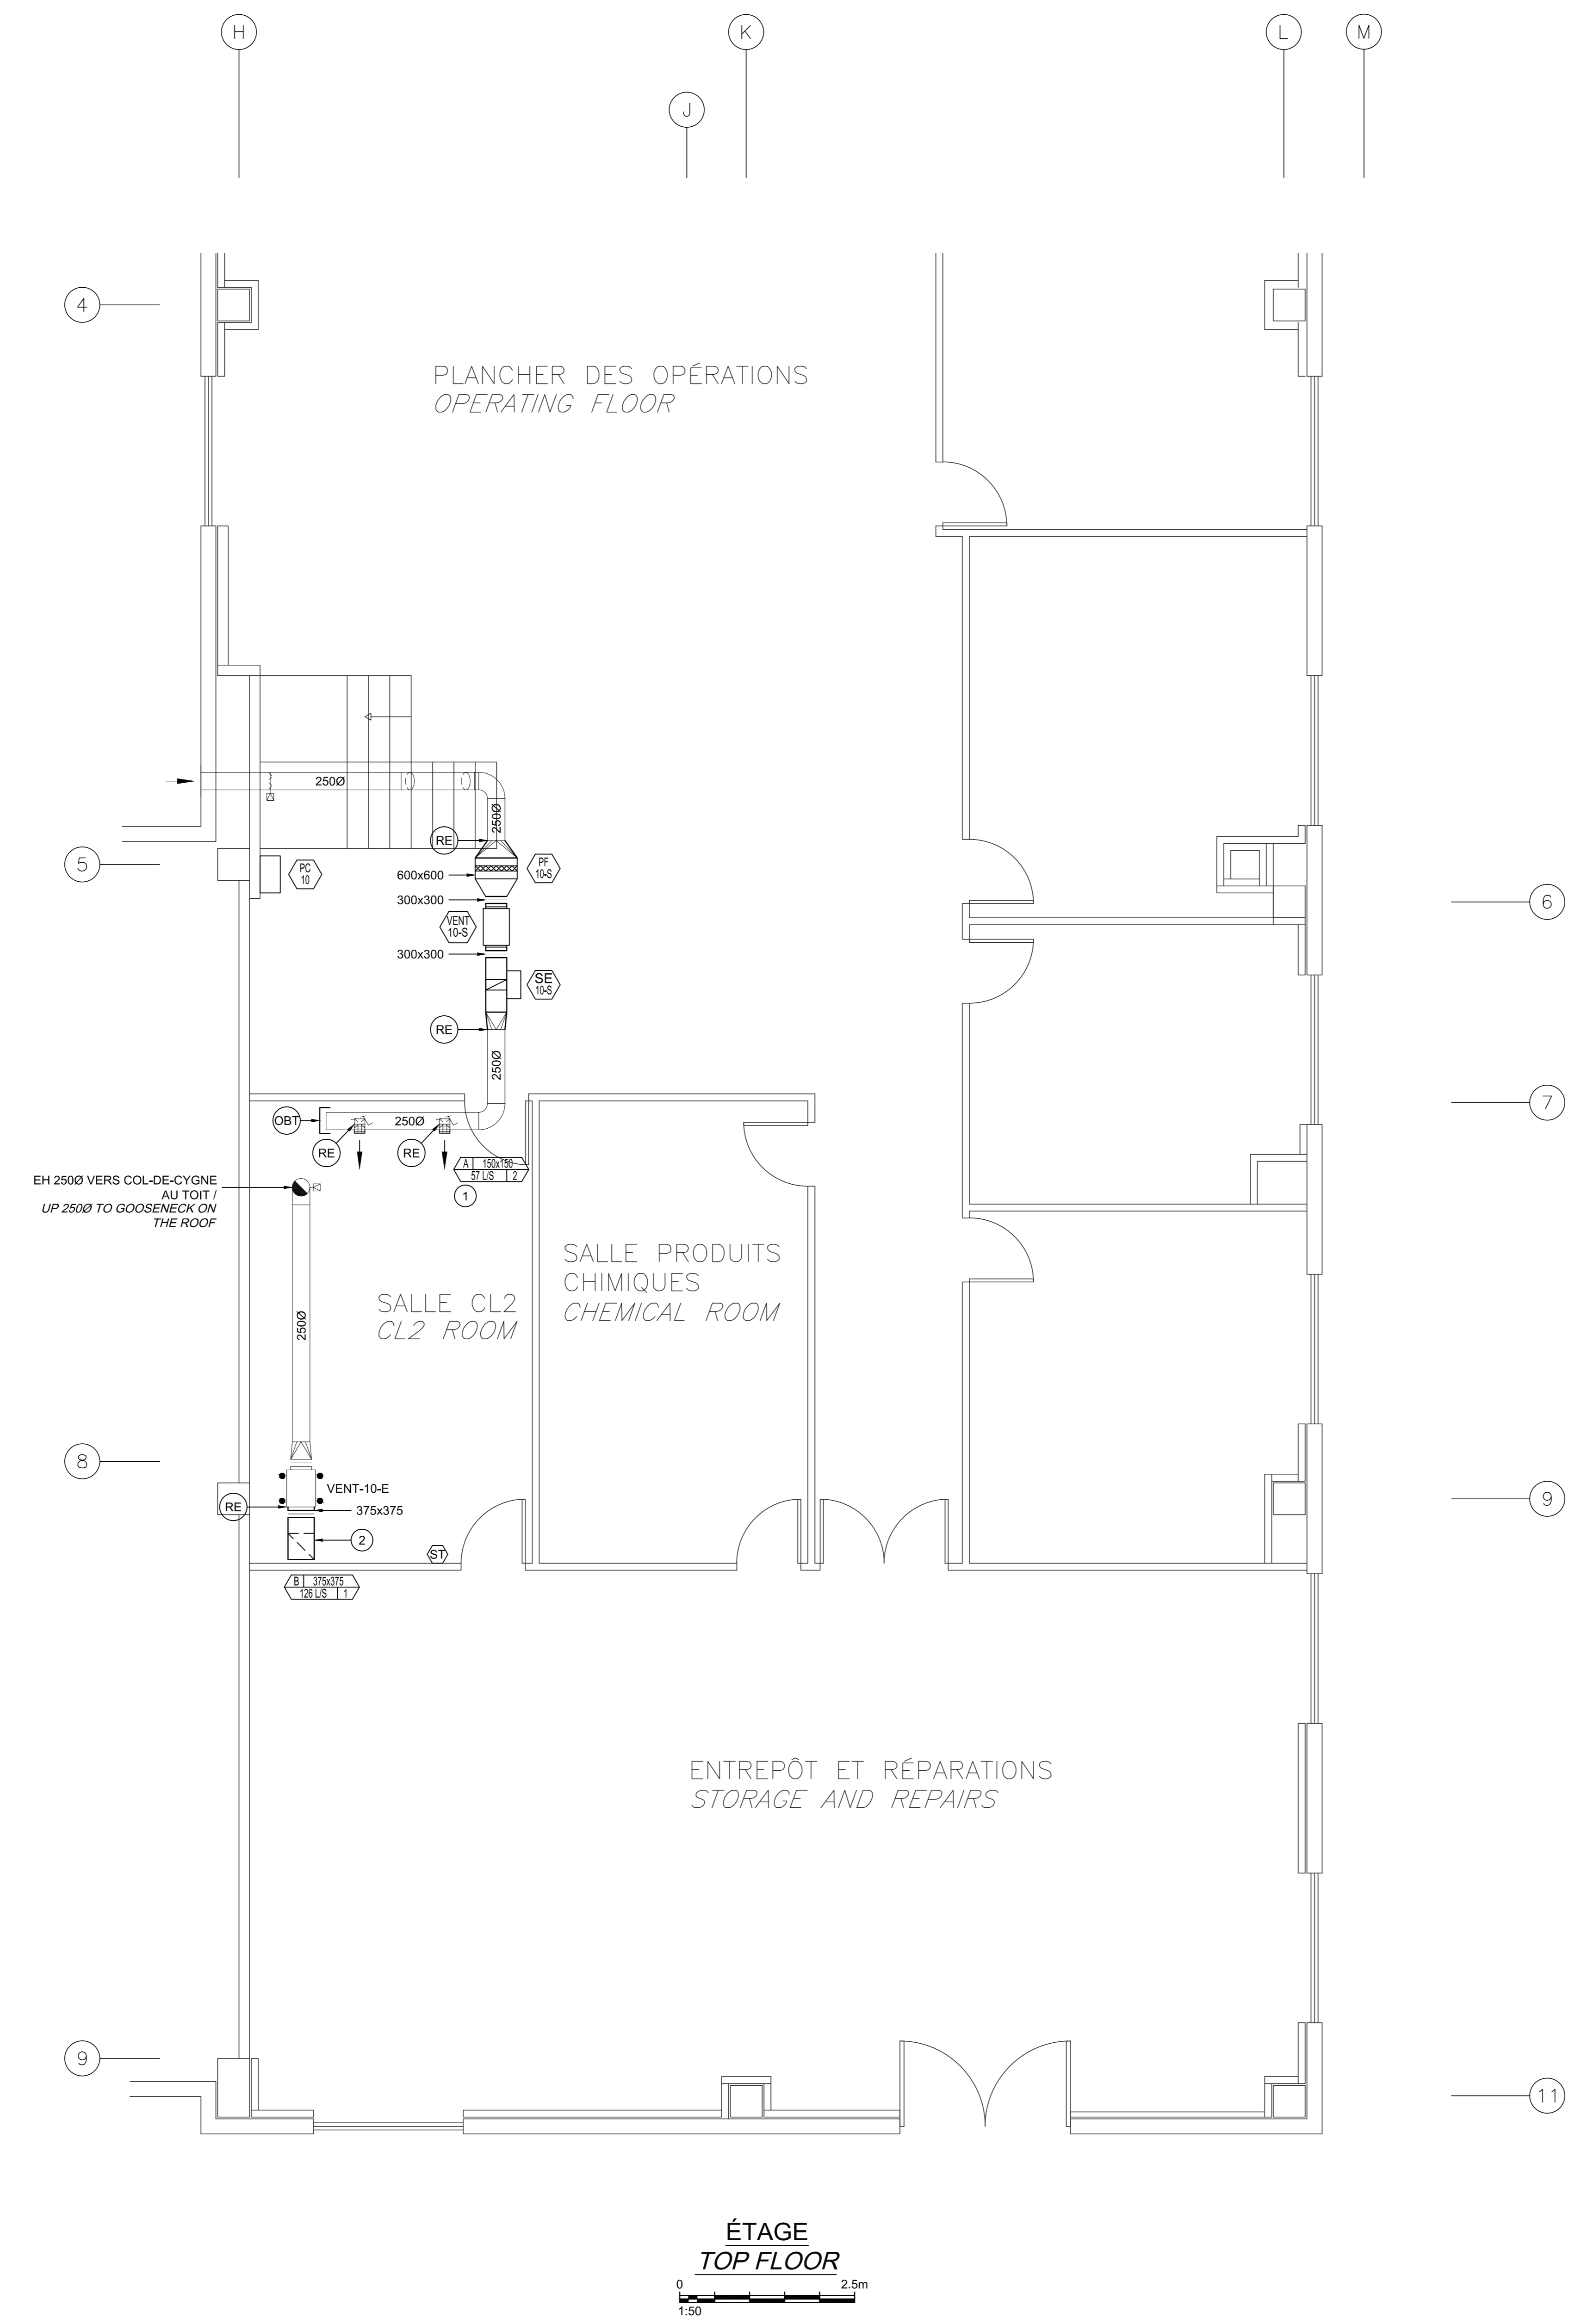 H
K
L
M
J
4
PLANCHER DES OPÉRATIONS
OPERATING FLOOR
250Ø
250Ø
RE
5
PC
10
PF
10-S
600x600
300x300
VENT
10-S
6
300x300
SE
10-S
RE
250Ø
7
OBT
250Ø
RE
RE
A 150x150
57 L/S 2
1
EH 250Ø VERS COL-DE-CYGNE
AU TOIT /
UP 250Ø TO GOOSENECK ON
THE ROOF
SALLE PRODUITS
CHIMIQUES
CHEMICAL ROOM
SALLE CL2
CL2 ROOM
250Ø
8
VENT-10-E
RE
375x375
9
2
ST
B 375x375
126 L/S 1
ENTREPÔT ET RÉPARATIONS
STORAGE AND REPAIRS
9
11
ÉTAGE
TOP FLOOR
0 2.5m
1:50